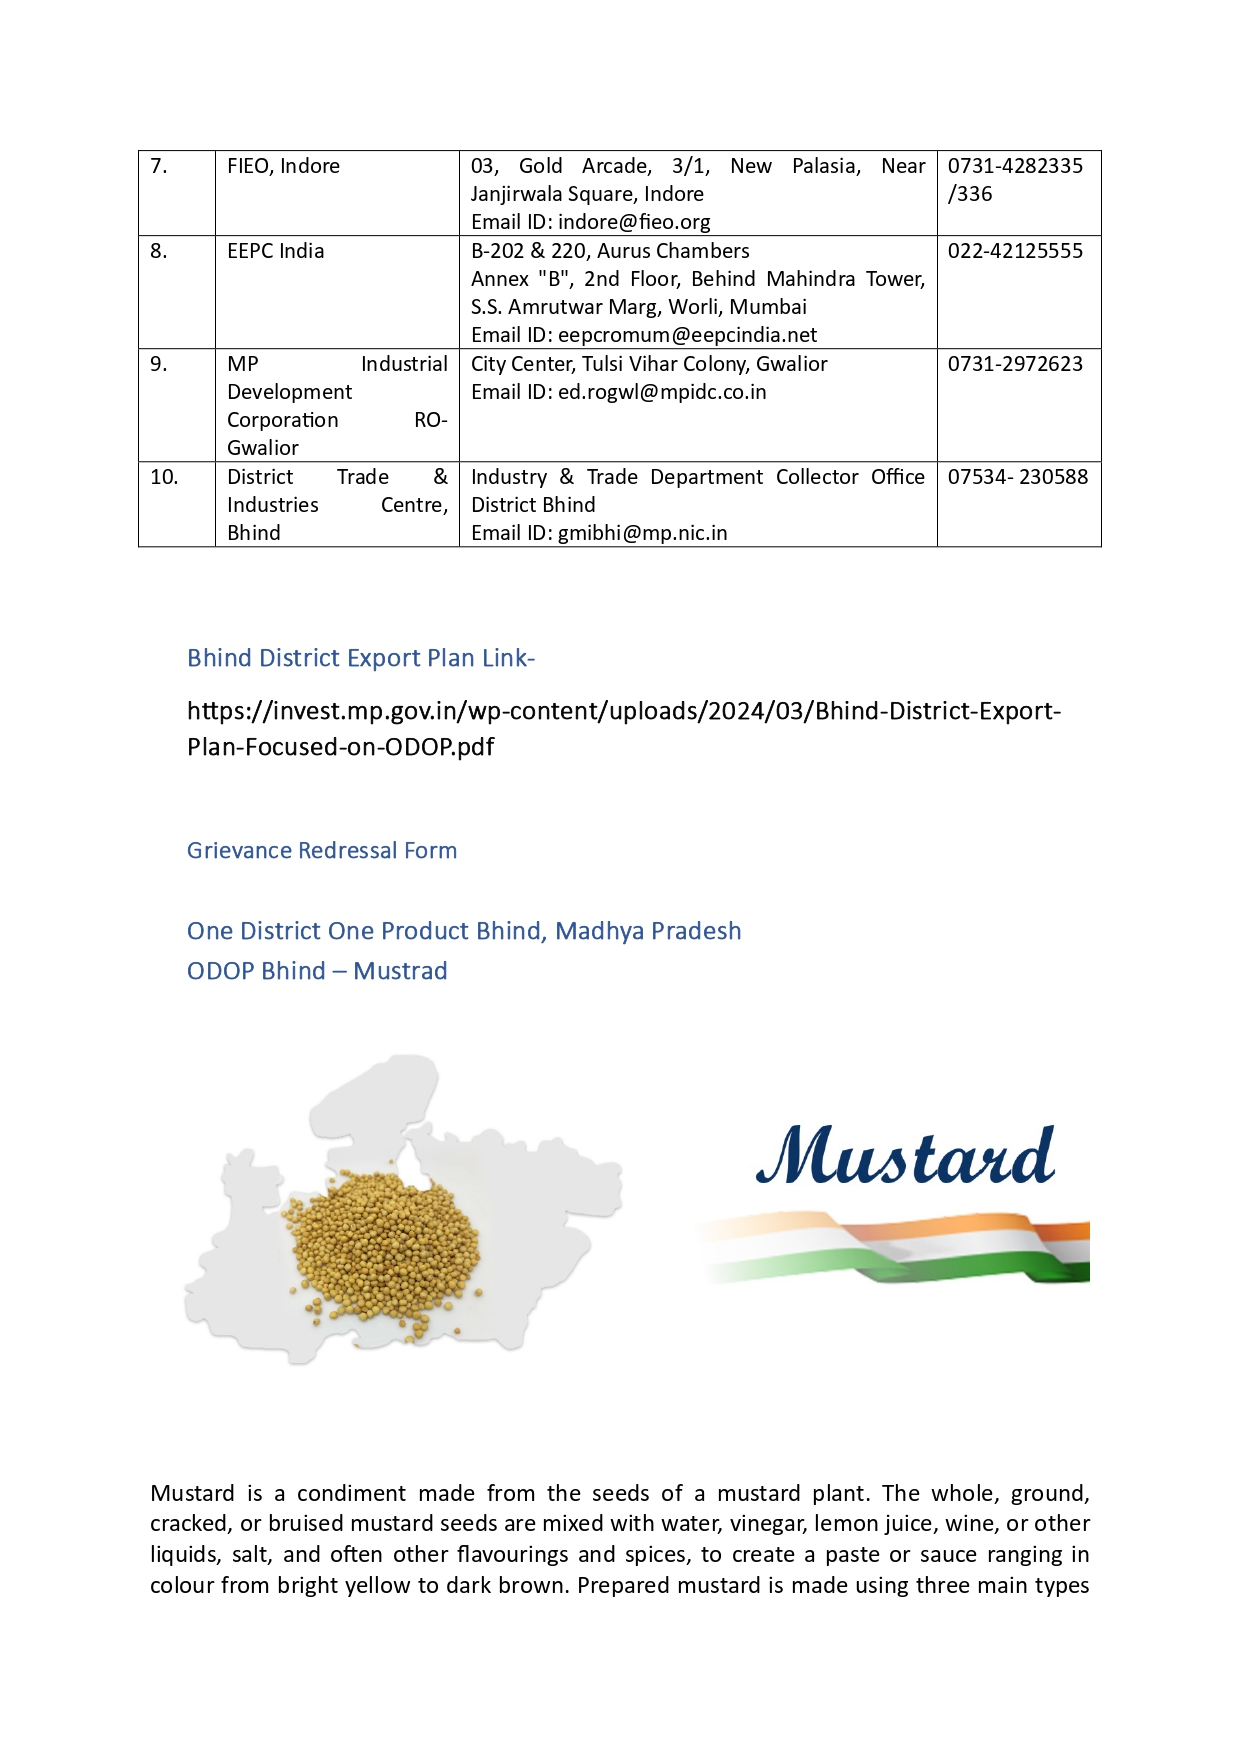 7.
FIEO, Indore
03, Gold Arcade, 3/1, New Palasia, Near
Janjirwala Square, Indore
Email ID: indore@fieo.org
0731-4282335
/336
8.
EEPC India
B-202 & 220, Aurus Chambers
Annex "B", 2nd Floor, Behind Mahindra Tower,
S.S. Amrutwar Marg, Worli, Mumbai
Email ID: eepcromum@eepcindia.net
022-42125555
9.
MP Industrial
Development
Corporation RO-
Gwalior
City Center, Tulsi Vihar Colony, Gwalior
Email ID: ed.rogwl@mpidc.co.in
0731-2972623
10.
District Trade &
Industries Centre,
Bhind
Industry & Trade Department Collector Office
District Bhind
Email ID: gmibhi@mp.nic.in
07534- 230588
Bhind District Export Plan Link-
https://invest.mp.gov.in/wp-content/uploads/2024/03/Bhind-District-Export-
Plan-Focused-on-ODOP.pdf
Grievance Redressal Form
One District One Product Bhind, Madhya Pradesh
ODOP Bhind – Mustrad
Mustard
Mustard is a condiment made from the seeds of a mustard plant. The whole, ground,
cracked, or bruised mustard seeds are mixed with water, vinegar, lemon juice, wine, or other
liquids, salt, and often other flavourings and spices, to create a paste or sauce ranging in
colour from bright yellow to dark brown. Prepared mustard is made using three main types